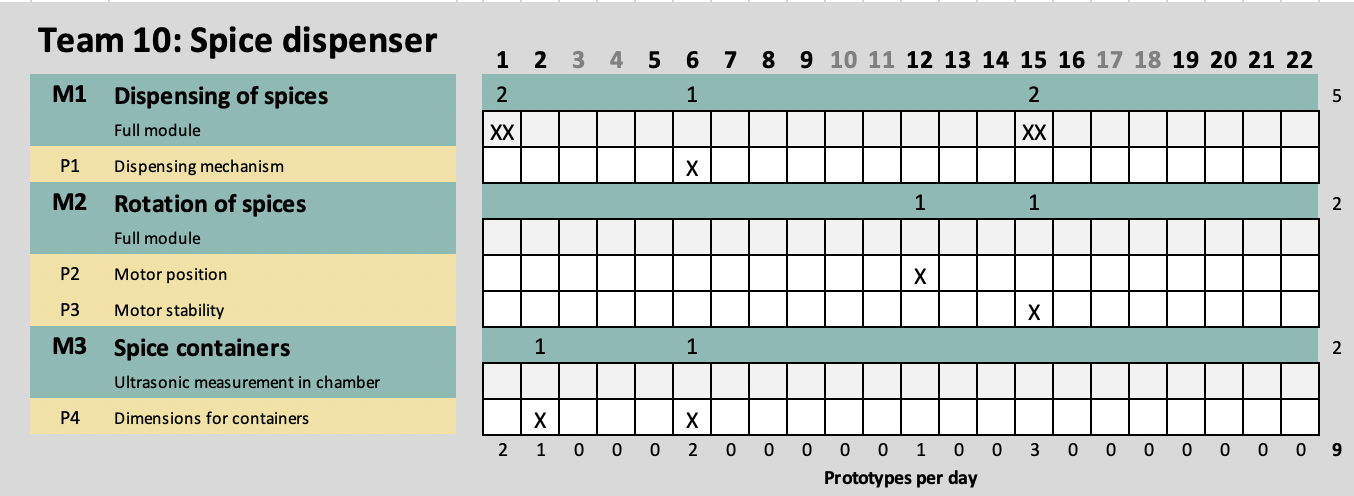 Team 10: Spice dispenser
1 2 3 4 5 6 7 8 9 10 11 12 13 14 15 16 17 18 19 20 21 22
M1 Dispensing of spices 2 1 2 5
Full module XX XX
P1 Dispensing mechanism X
M2 Rotation of spices 1 1 2
Full module
P2 Motor position X
P3 Motor stability X
M3 Spice containers 1 1 2
Ultrasonic measurement in chamber
P4 Dimensions for containers X X
2 1 0 0 0 2 0 0 0 0 0 1 0 0 3 0 0 0 0 0 0 0 9
Prototypes per day